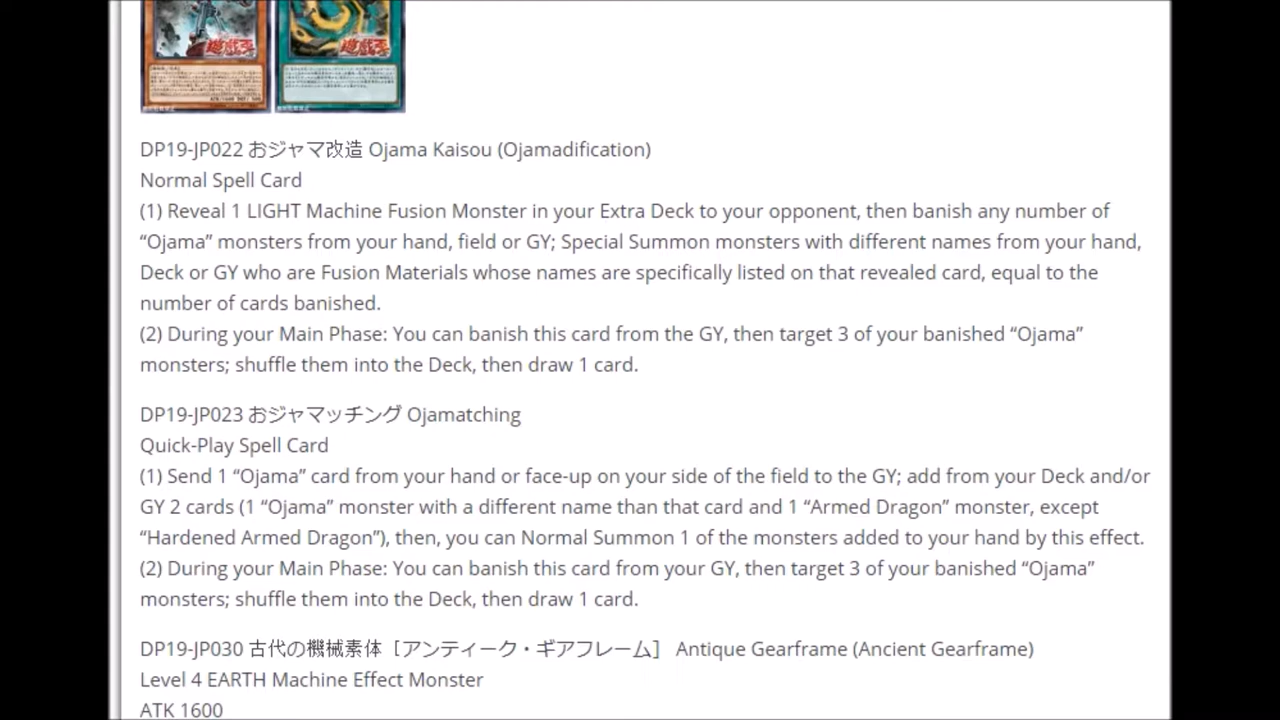 遊戯王
遊戯王
DP19-JP022 おジャマ改造 Ojama Kaisou (Ojamadification)
Normal Spell Card
(1) Reveal 1 LIGHT Machine Fusion Monster in your Extra Deck to your opponent, then banish any number of
“Ojama” monsters from your hand, field or GY; Special Summon monsters with different names from your hand,
Deck or GY who are Fusion Materials whose names are specifically listed on that revealed card, equal to the
number of cards banished.
(2) During your Main Phase: You can banish this card from the GY, then target 3 of your banished “Ojama”
monsters; shuffle them into the Deck, then draw 1 card.
DP19-JP023 おジャマッチング Ojamatching
Quick-Play Spell Card
(1) Send 1 “Ojama” card from your hand or face-up on your side of the field to the GY; add from your Deck and/or
GY 2 cards (1 “Ojama” monster with a different name than that card and 1 “Armed Dragon” monster, except
“Hardened Armed Dragon”), then, you can Normal Summon 1 of the monsters added to your hand by this effect.
(2) During your Main Phase: You can banish this card from your GY, then target 3 of your banished “Ojama”
monsters; shuffle them into the Deck, then draw 1 card.
DP19-JP030 古代の機械素体［アンティーク・ギアフレーム］ Antique Gearframe (Ancient Gearframe)
Level 4 EARTH Machine Effect Monster
ATK 1600